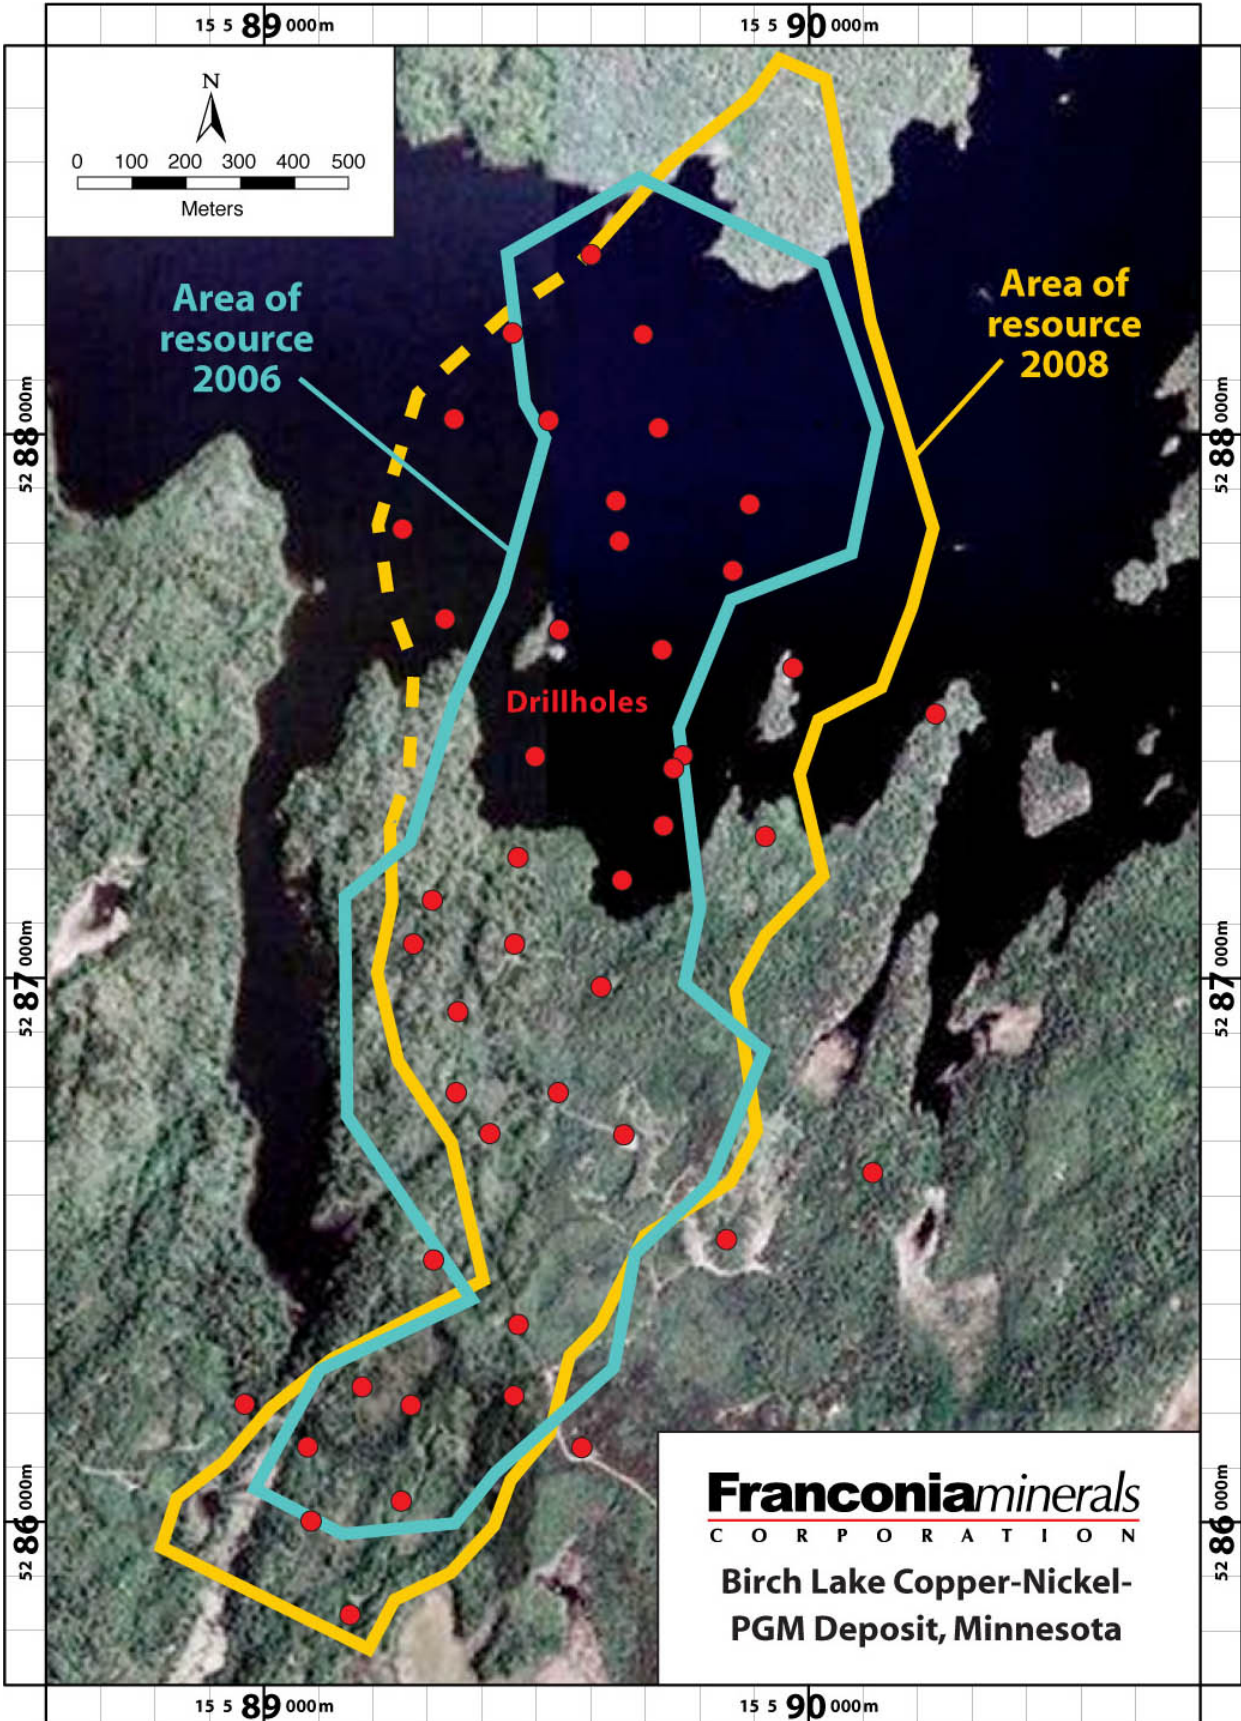 15 5 89 000m
15 5 90 000m
N
0 100 200 300 400 500
Meters
Area of
resource
2006
Area of
resource
2008
52 88 000m
52 88 000m
Drillholes
52 87 000m
52 87 000m
52 86 000m
52 86 000m
Franconiaminerals
CORPORATION
Birch Lake Copper-Nickel-
PGM Deposit, Minnesota
15 5 89 000m
15 5 90 000m